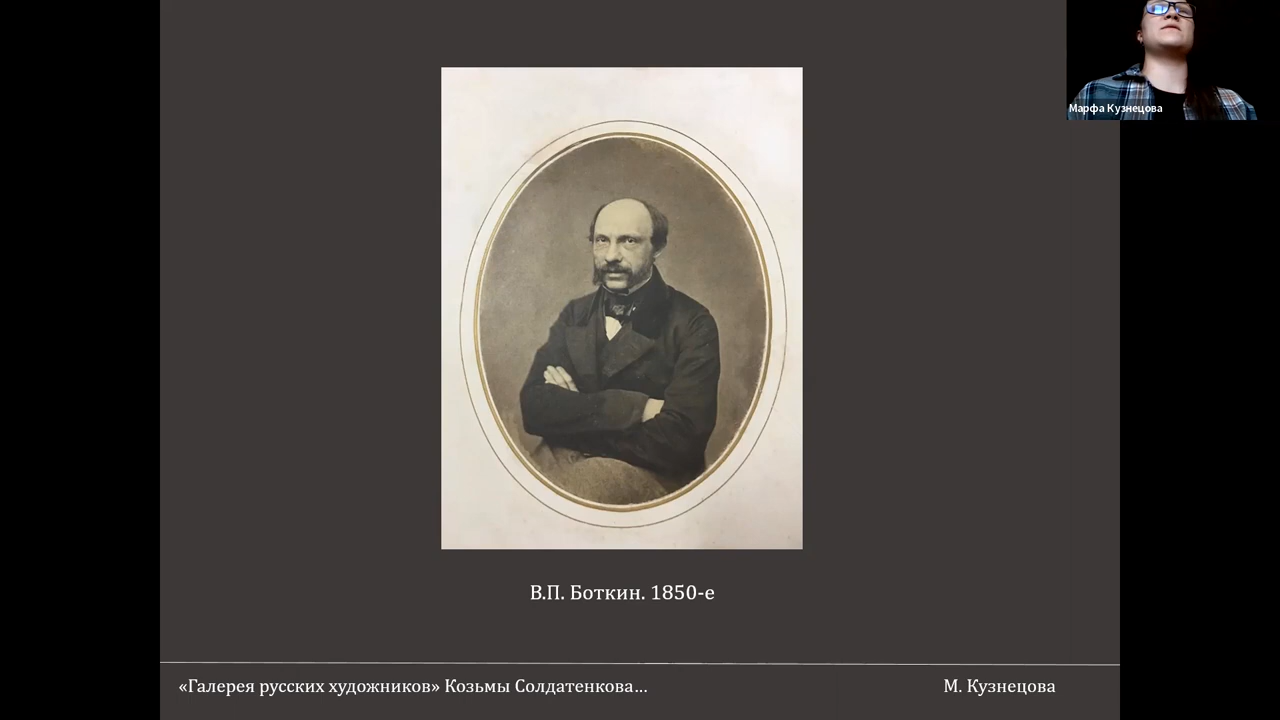 Марфа Кузнецова
В.П. Боткин. 1850-е
«Галерея русских художников» Козьмы Солдатенкова...
М. Кузнецова